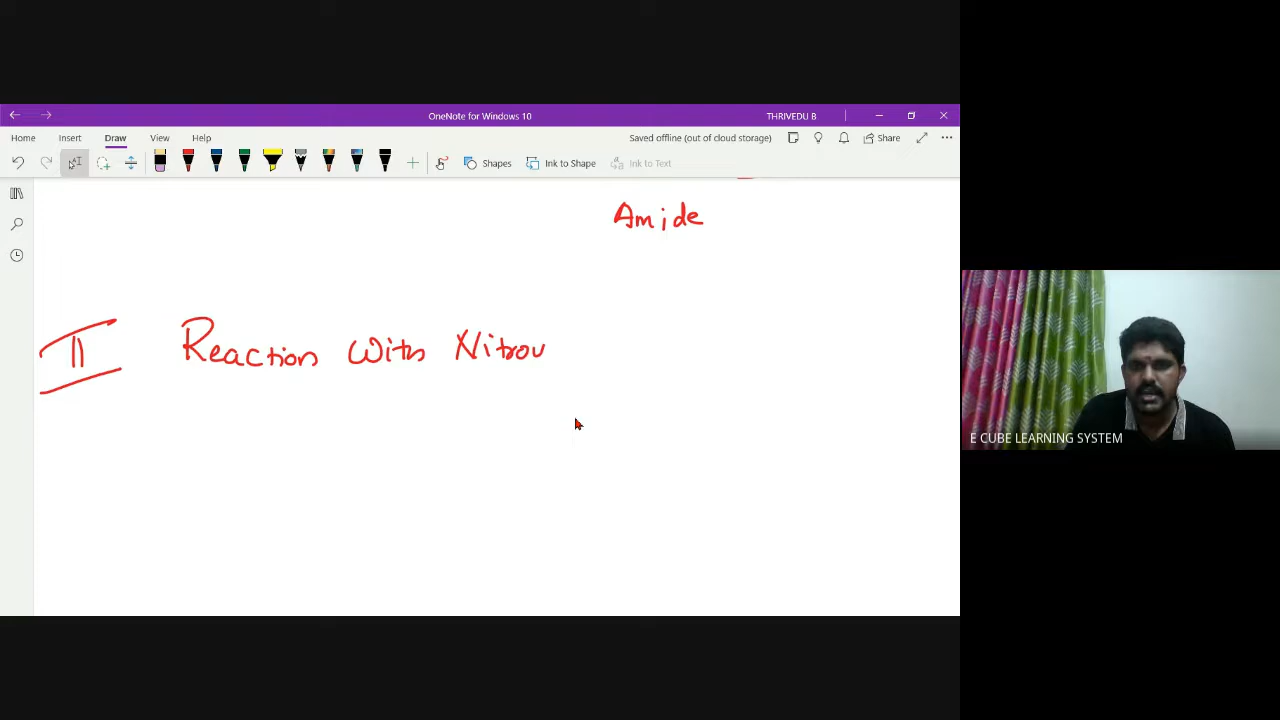 OneNote for Windows 10
THRIVEDU B
Home Insert Draw View Help
Saved offline (out of cloud storage)
Share
Shapes
Ink to Shape
Ink to Text
Amide
II Reaction With Nitrou
E CUBE LEARNING SYSTEM